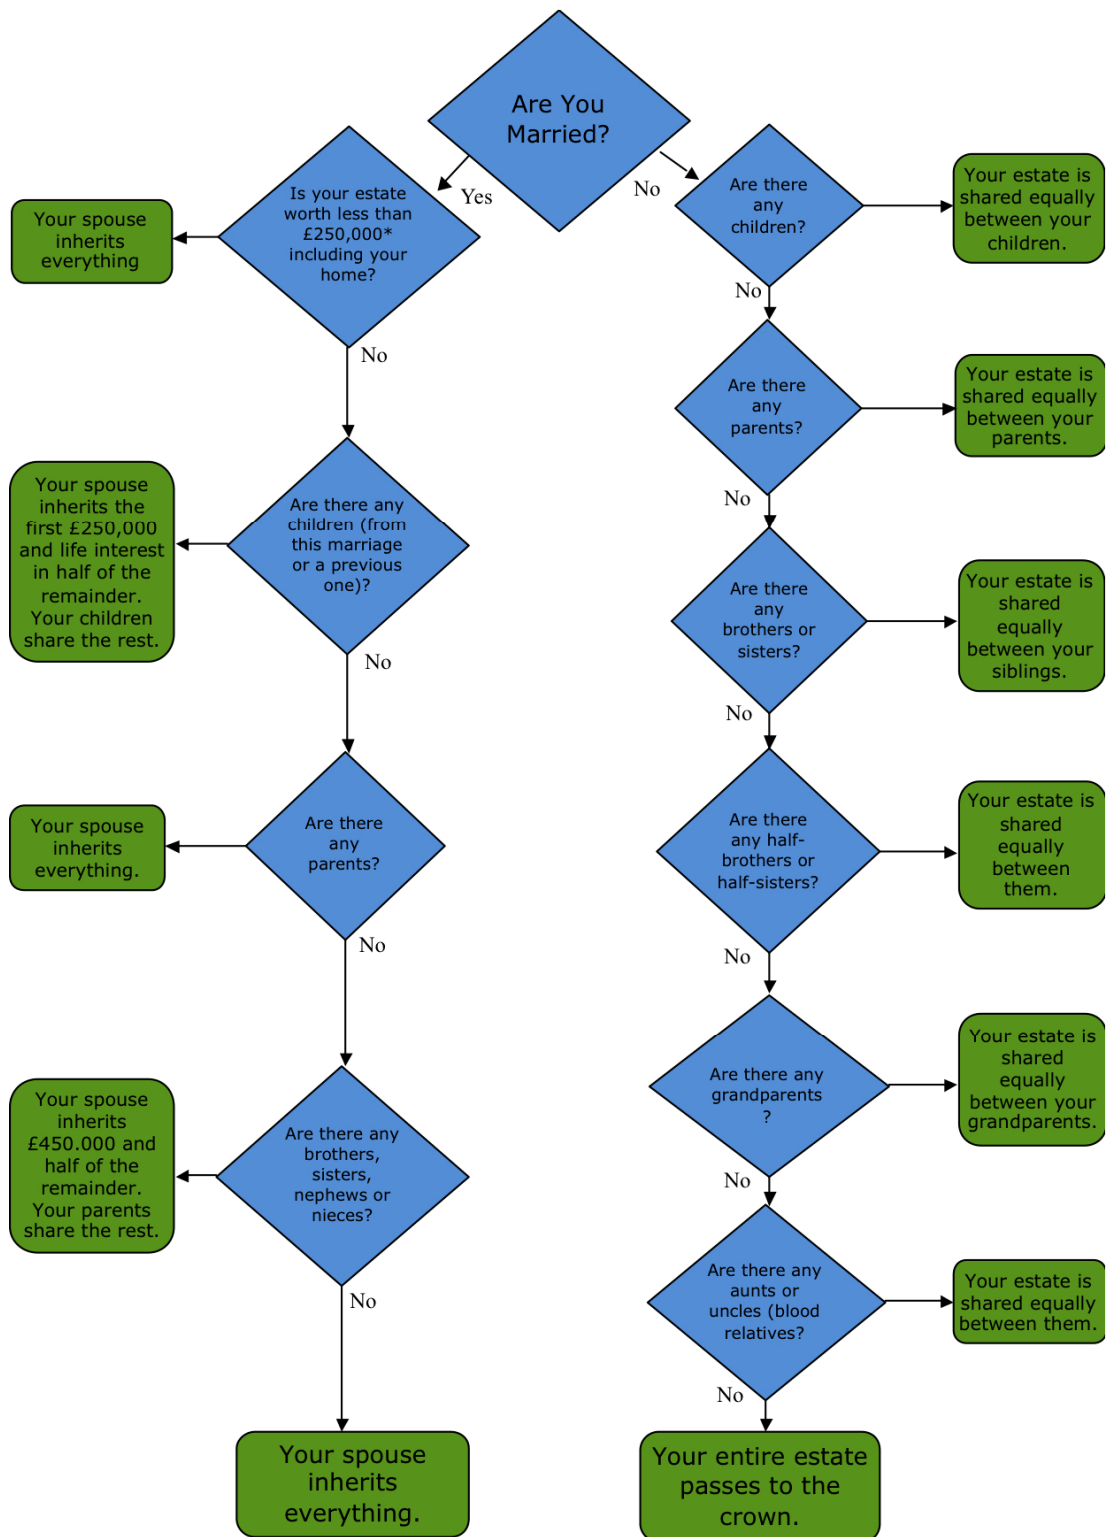 Are You
Married?
Yes
No
Is your estate
worth less than
£250,000*
including your
home?
Your spouse
inherits
everything
No
Are there any
children (from
this marriage
or a previous
one)?
Your spouse
inherits the
first £250,000
and life interest
in half of the
remainder.
Your children
share the rest.
No
Are there
any
parents?
Your spouse
inherits
everything.
No
Are there any
brothers,
sisters,
nephews or
nieces?
Your spouse
inherits
£450.000 and
half of the
remainder.
Your parents
share the rest.
No
Your spouse
inherits
everything.
Are there
any
children?
Your estate is
shared equally
between your
children.
No
Are there
any
parents?
Your estate is
shared equally
between your
parents.
No
Are there
any
brothers or
sisters?
Your estate is
shared
equally
between your
siblings.
No
Are there
any half-
brothers or
half-sisters?
Your estate is
shared
equally
between
them.
No
Are there any
grandparents
?
Your estate is
shared
equally
between your
grandparents.
No
Are there any
aunts or
uncles (blood
relatives?
Your estate is
shared equally
between them.
No
Your entire estate
passes to the
crown.